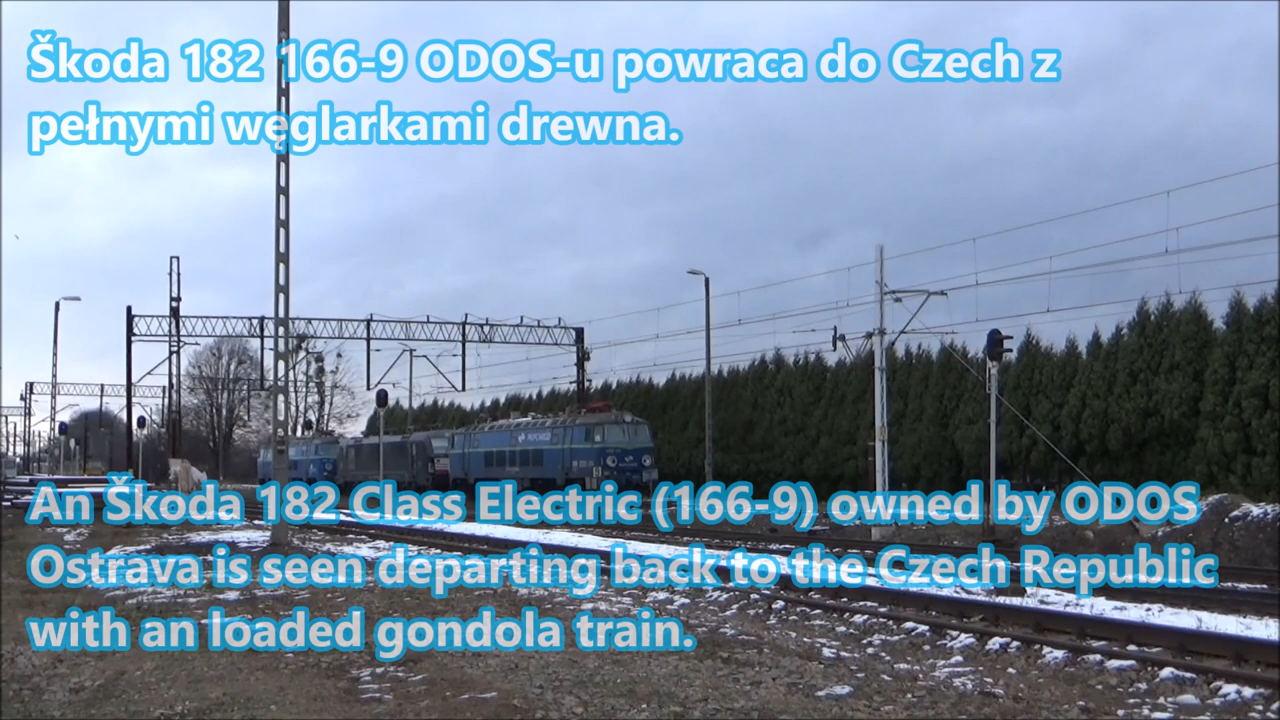 Škoda 182 166-9 ODOS-u powraca do Czech z
pełnymi węglarkami drewna.
An Škoda 182 Class Electric (166-9) owned by ODOS
Ostrava is seen departing back to the Czech Republic
with an loaded gondola train.